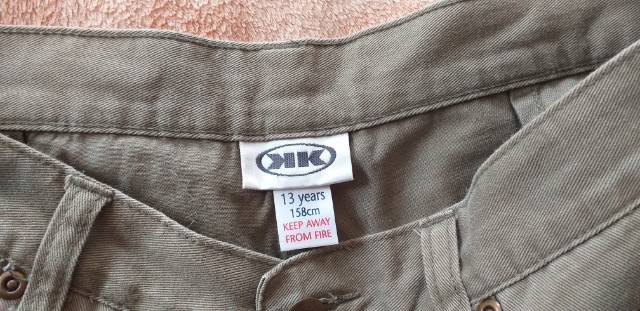 KK
13 years
158cm
KEEP AWAY
FROM FIRE